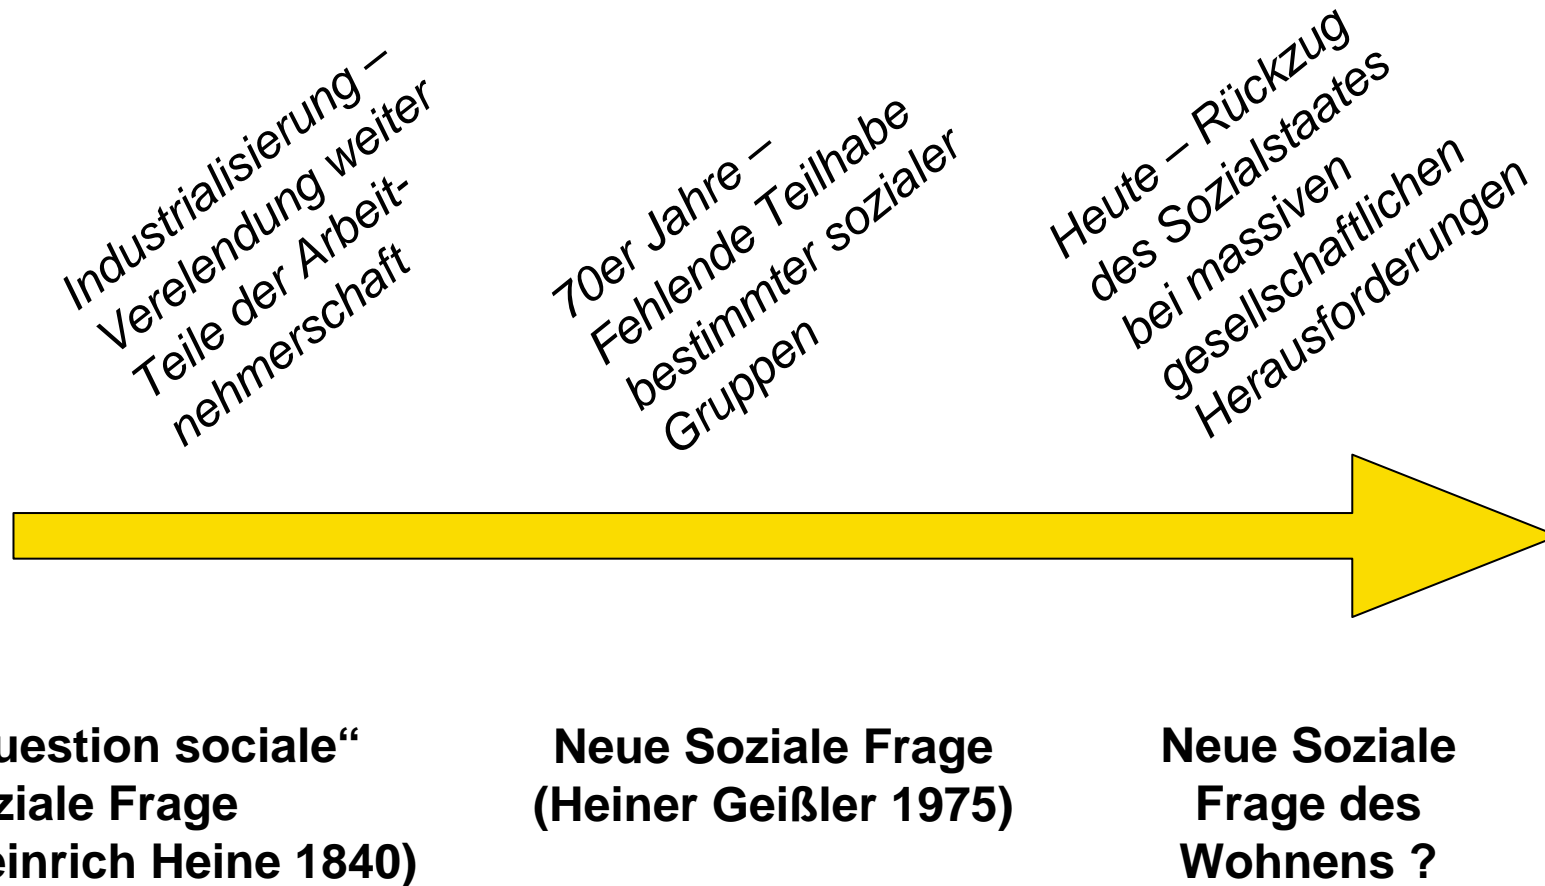 Industrialisierung –
Verelendung weiter
Teile der Arbeit-
nehmerschaft
70er Jahre –
Fehlende Teilhabe
bestimmter sozialer
Gruppen
Heute – Rückzug
des Sozialstaates
bei massiven
gesellschaftlichen
Herausforderungen
uestion sociale“
ziale Frage
einrich Heine 1840)
Neue Soziale Frage
(Heiner Geißler 1975)
Neue Soziale
Frage des
Wohnens ?